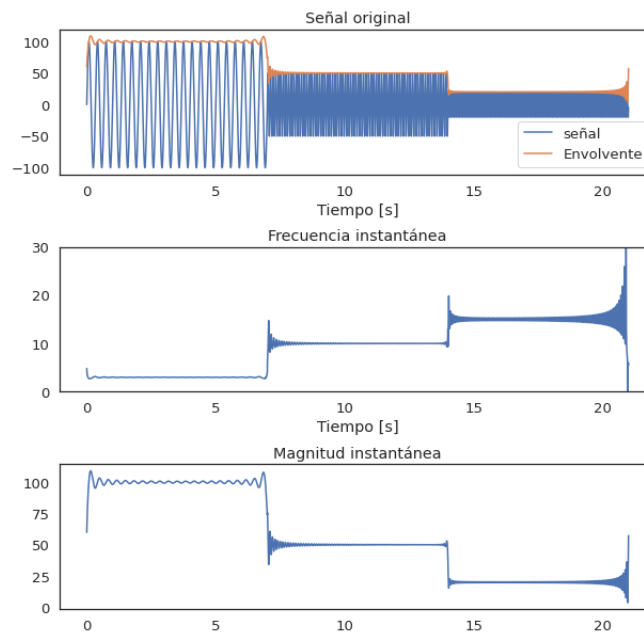 Señal original
100
50
0
−50
−100
0 5 10 15 20
señal
Envolvente
Tiempo [s]
Frecuencia instantánea
30
20
10
0
0 5 10 15 20
Tiempo [s]
Magnitud instantánea
100
75
50
25
0
0 5 10 15 20